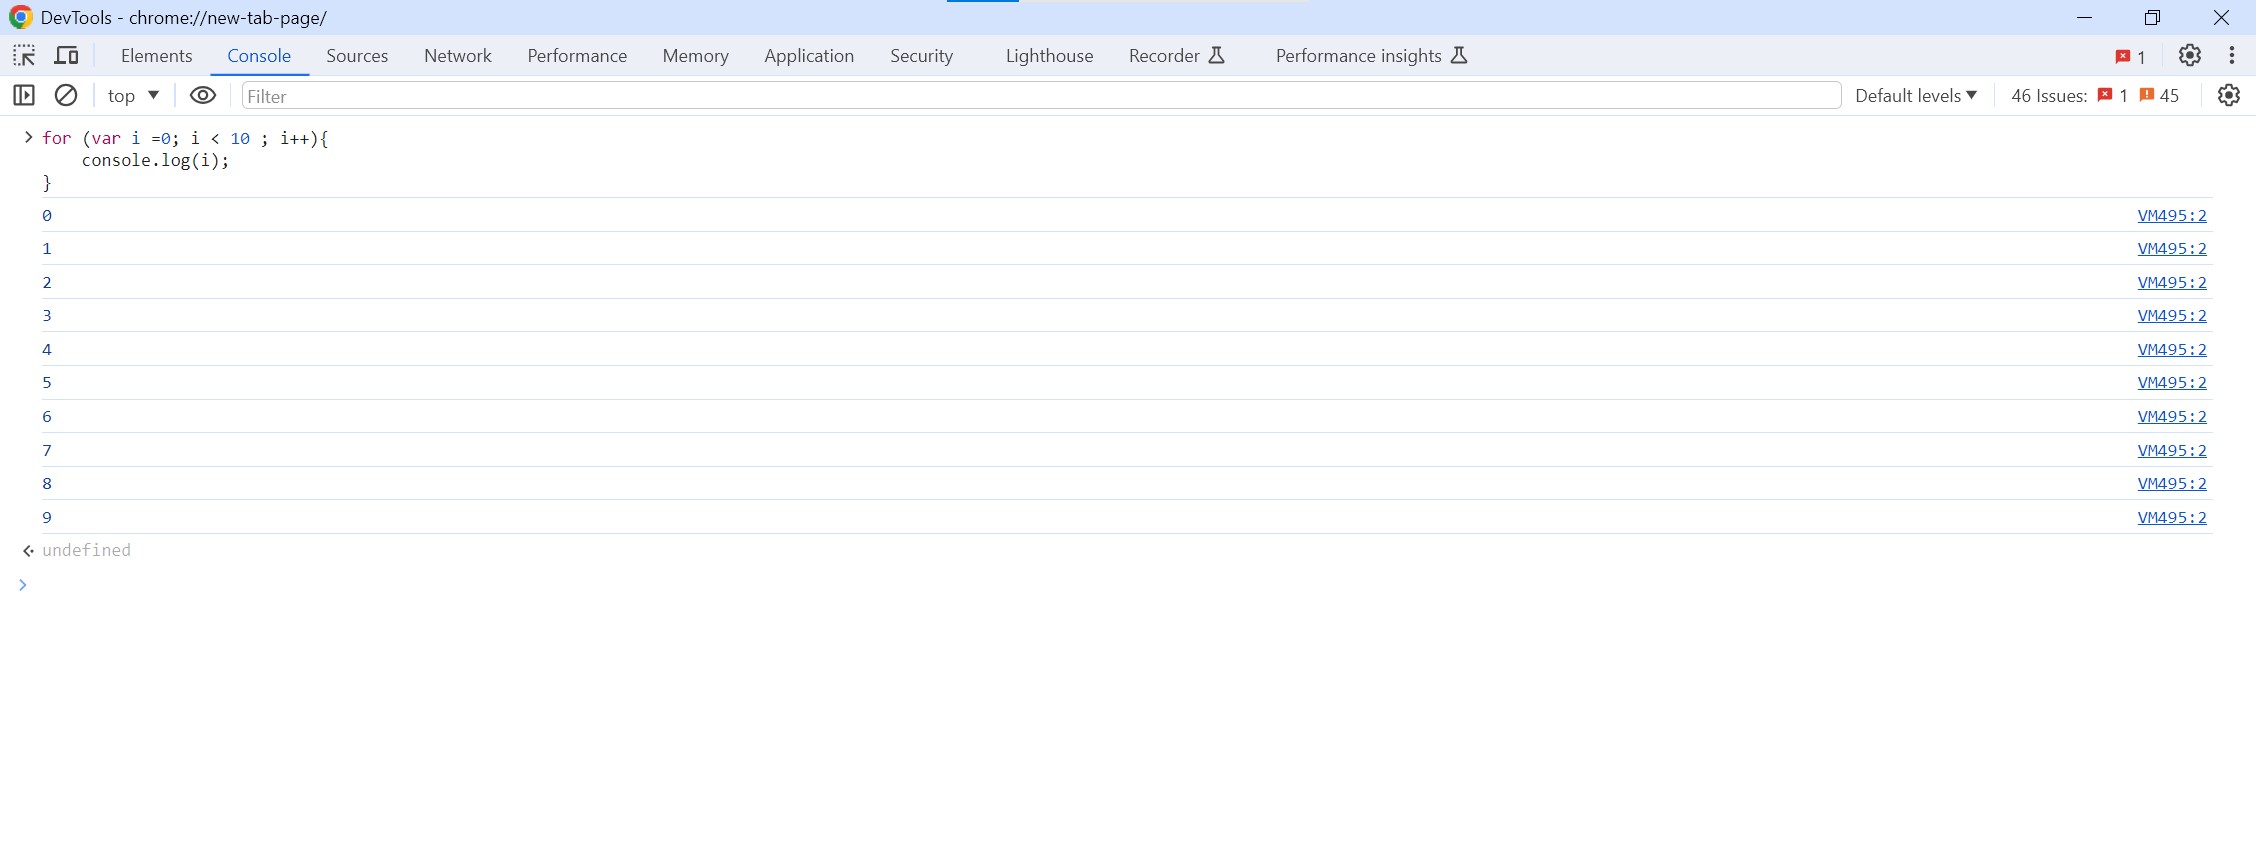 DevTools - chrome://new-tab-page/
Elements Console Sources Network Performance Memory Application Security Lighthouse Recorder Performance insights 1
top Filter Default levels 46 Issues: 1 45
for (var i =0; i < 10 ; i++){
    console.log(i);
}
0 VM495:2
1 VM495:2
2 VM495:2
3 VM495:2
4 VM495:2
5 VM495:2
6 VM495:2
7 VM495:2
8 VM495:2
9 VM495:2
undefined